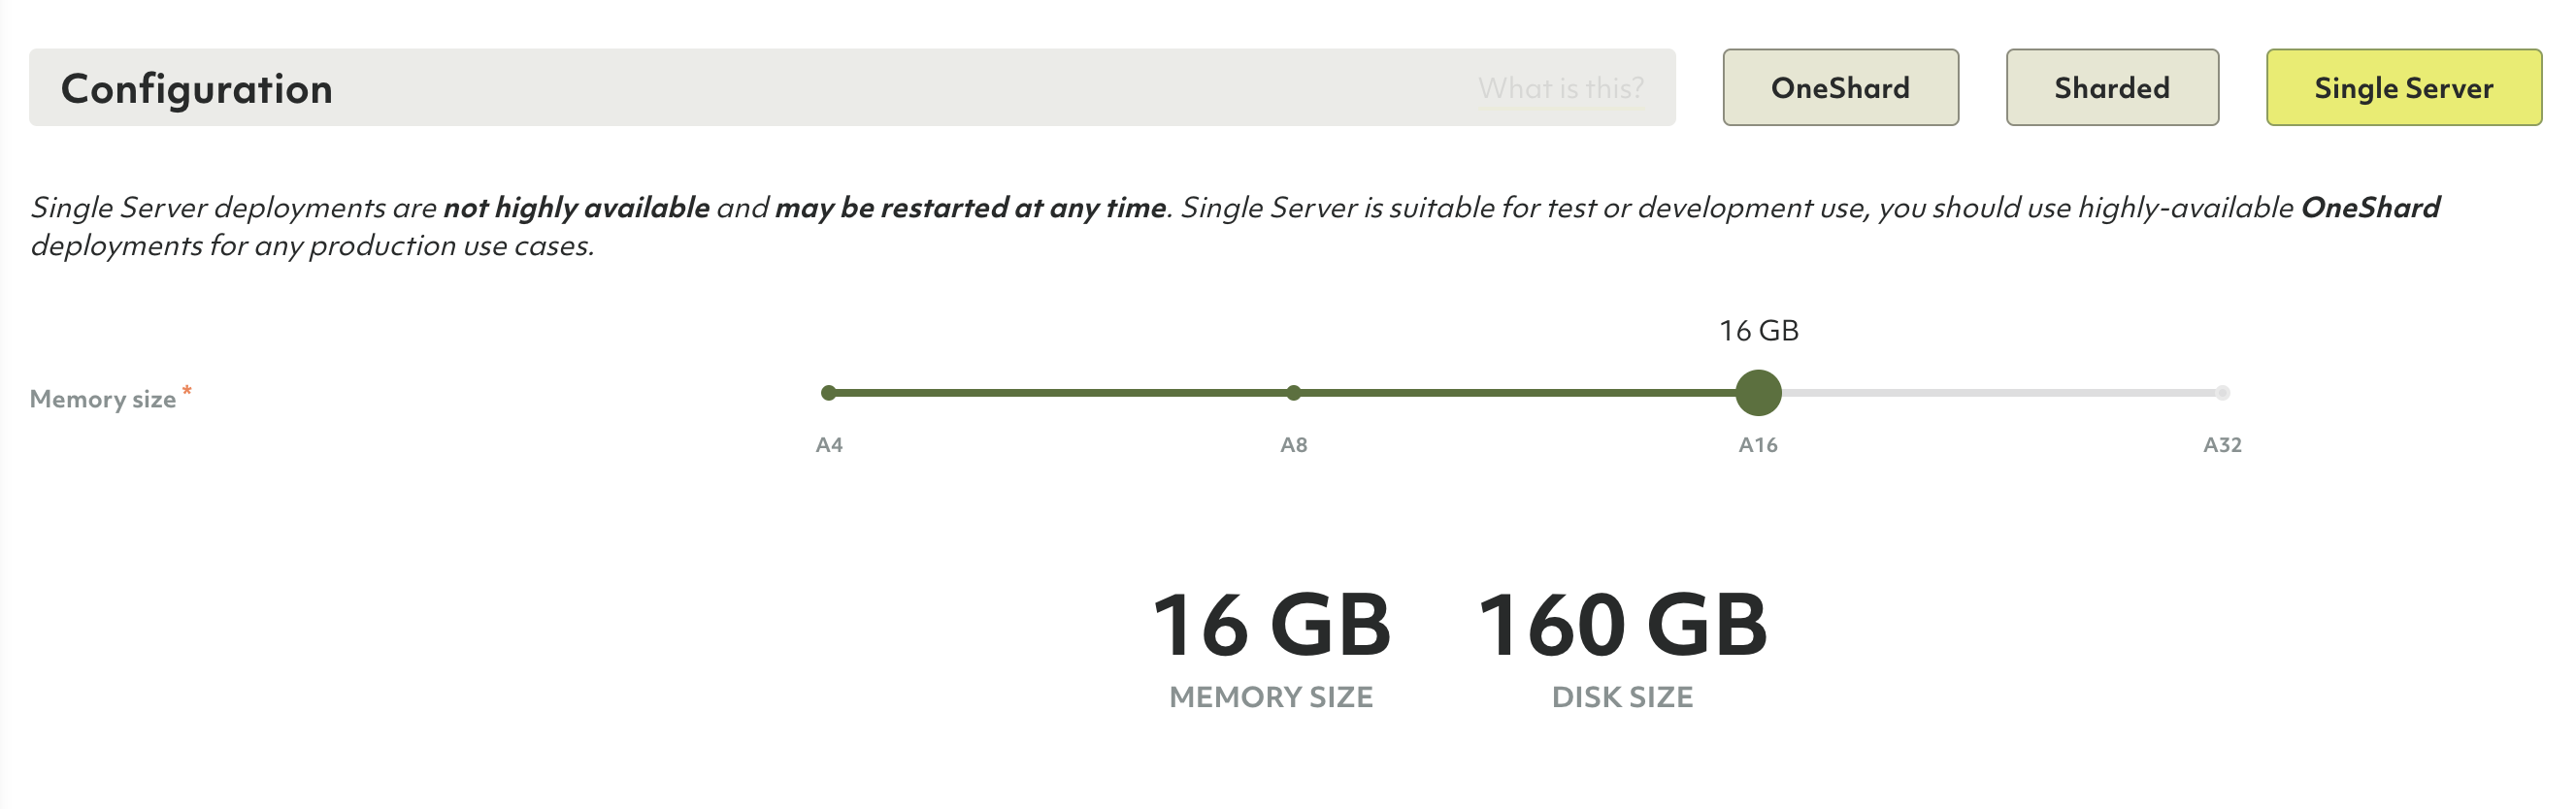 Configuration
What is this?
OneShard
Sharded
Single Server
Single Server deployments are not highly available and may be restarted at any time. Single Server is suitable for test or development use, you should use highly-available OneShard
deployments for any production use cases.
16 GB
Memory size *
A4
A8
A16
A32
16 GB
160 GB
MEMORY SIZE
DISK SIZE